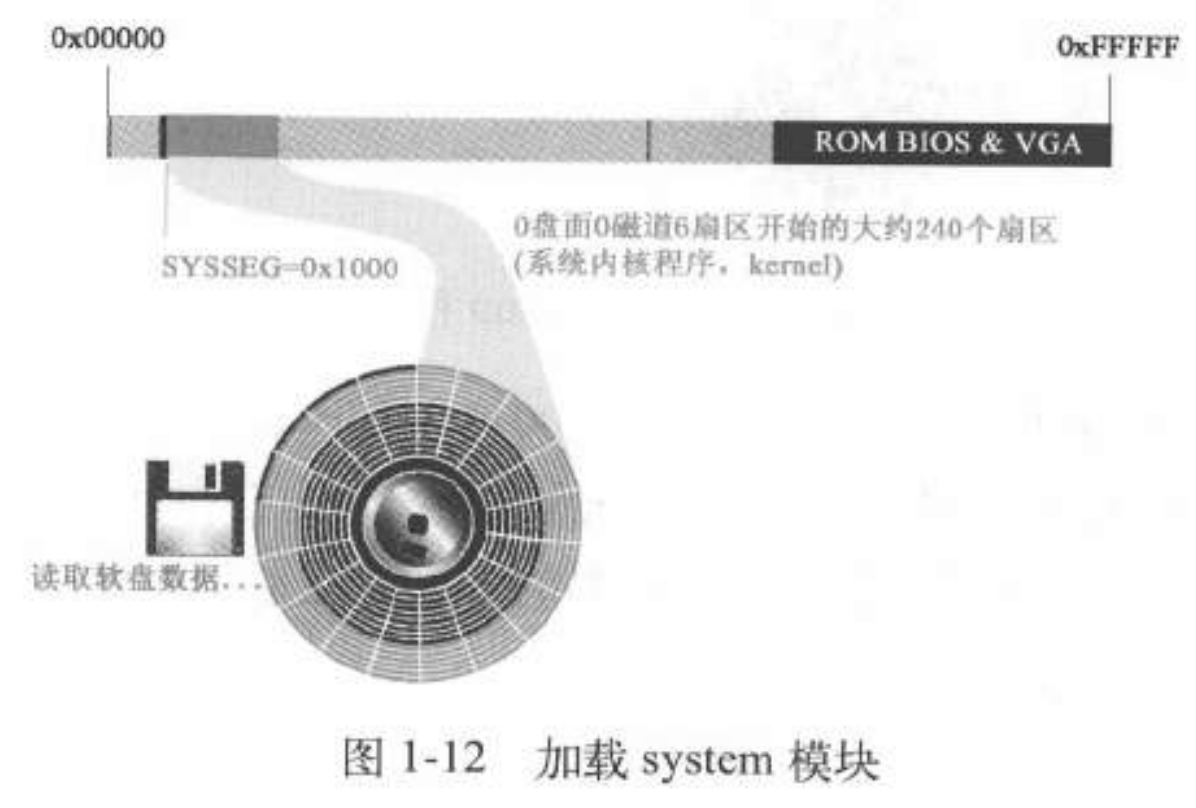 0x00000
0xFFFFF
ROM BIOS & VGA
0盘面0磁道6扇区开始的大约240个扇区
(系统内核程序。kernel)
SYSSEG=0x1000
读取软盘数据...
图 1-12 加载 system 模块